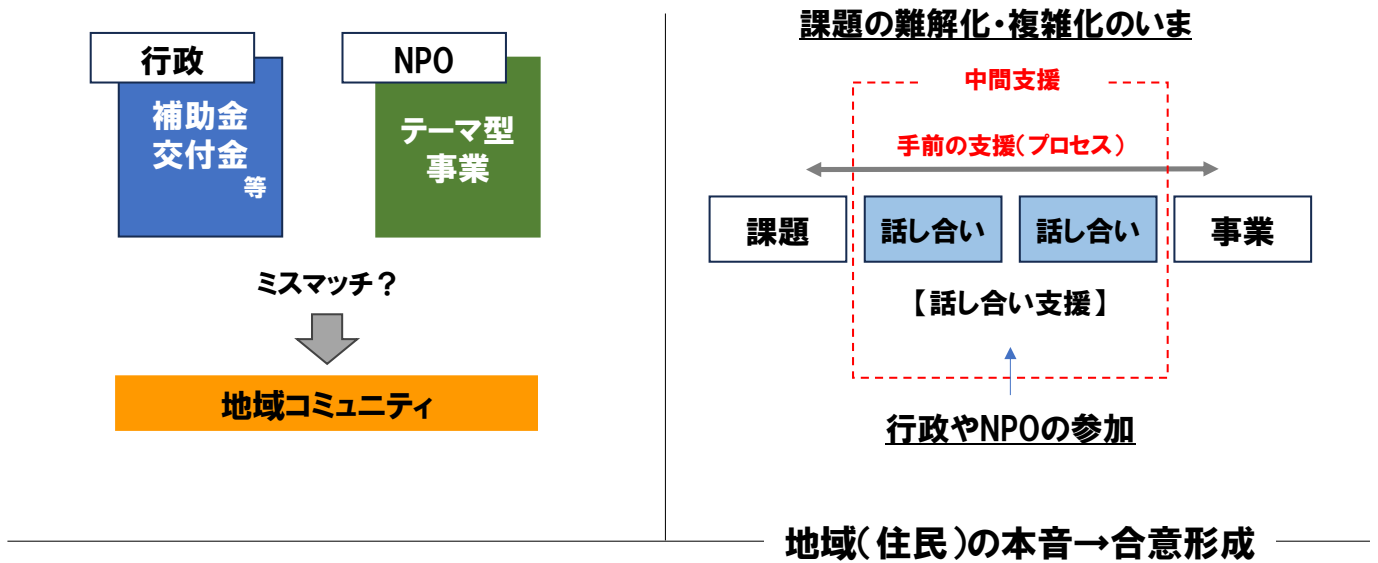 行政
補助金
交付金
等
NPO
テーマ型
事業
ミスマッチ？
地域コミュニティ
課題の難解化・複雑化のいま
中間支援
手前の支援（プロセス）
課題
話し合い
話し合い
事業
【話し合い支援】
行政やNPOの参加
地域（住民）の本音→合意形成